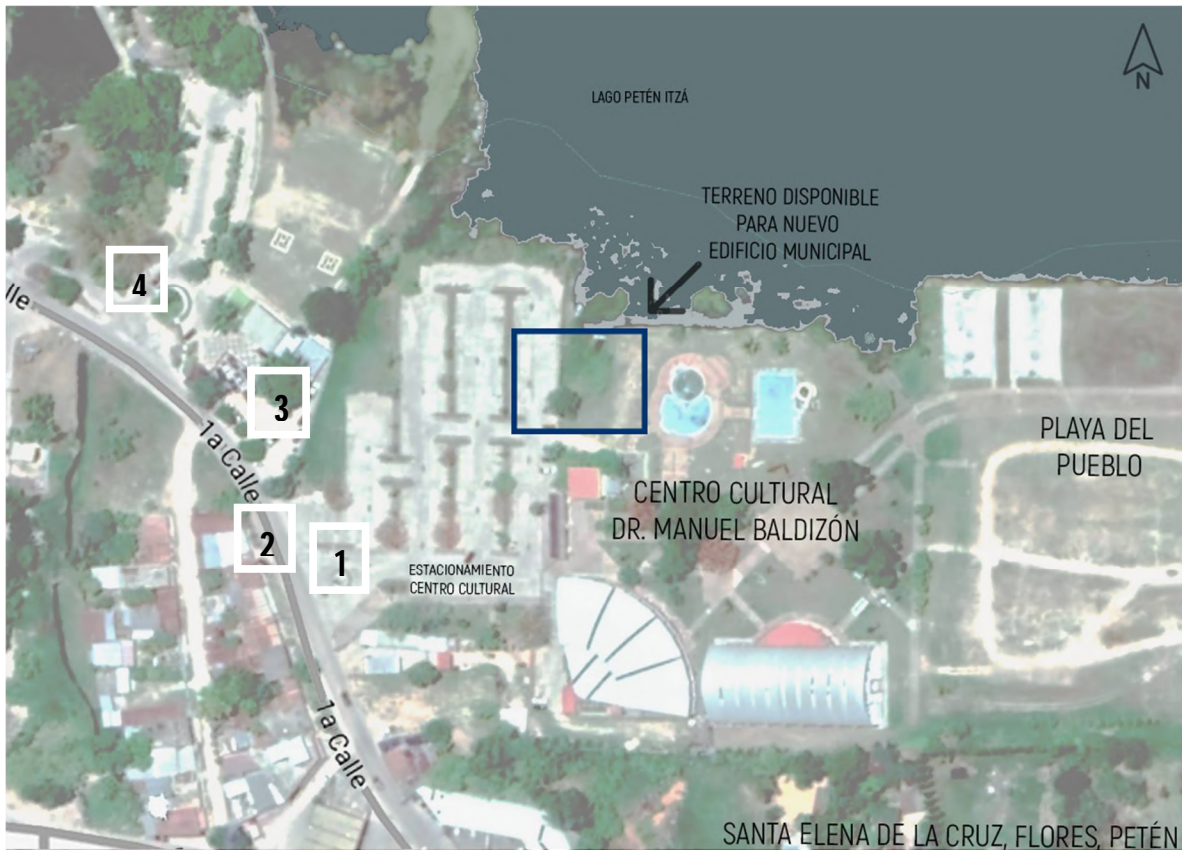 N
LAGO PETÉN ITZÁ
TERRENO DISPONIBLE
PARA NUEVO
EDIFICIO MUNICIPAL
4
lle
3
1a Calle
PLAYA DEL
PUEBLO
CENTRO CULTURAL
DR. MANUEL BALDIZÓN
2
1
ESTACIONAMIENTO
CENTRO CULTURAL
1a Calle
SANTA ELENA DE LA CRUZ, FLORES, PETÉN